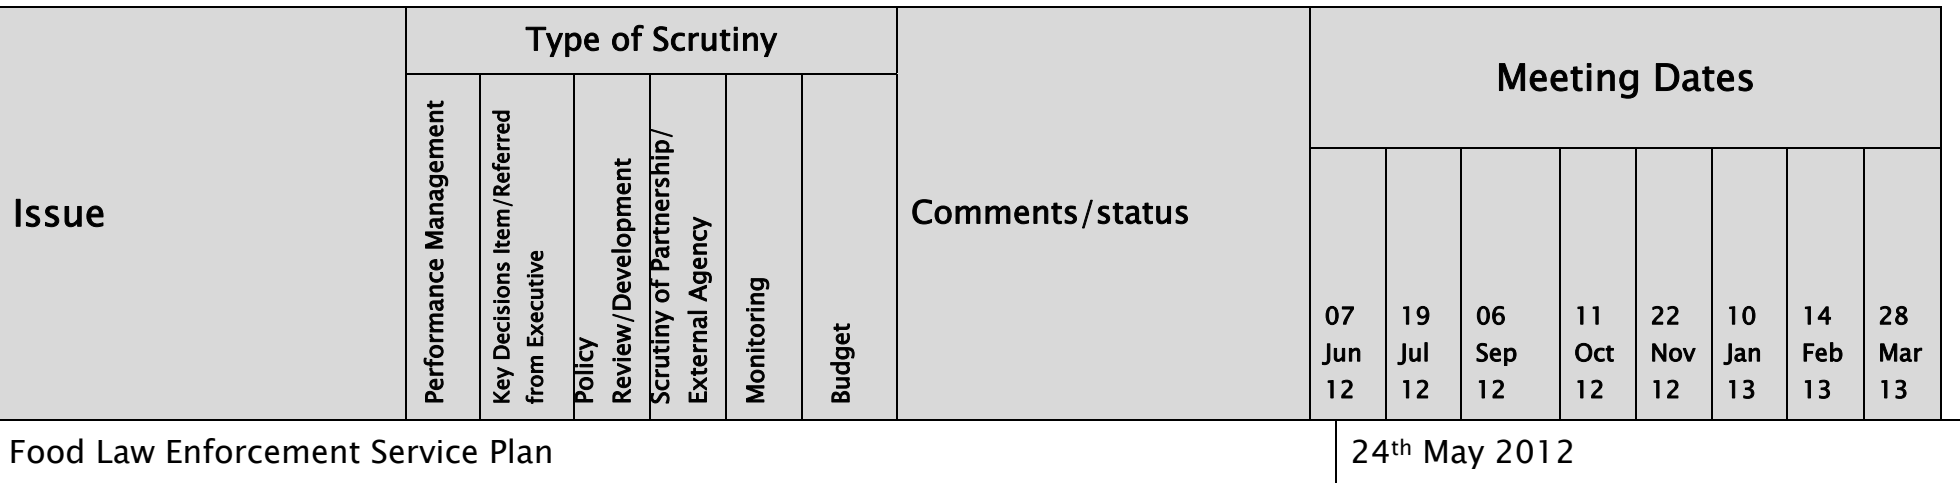 Issue
Type of Scrutiny
Performance Management
Key Decisions Item/Referred
from Executive
Policy
Review/Development
Scrutiny of Partnership/
External Agency
Monitoring
Budget
Comments/status
Meeting Dates
07
Jun
12
19
Jul
12
06
Sep
12
11
Oct
12
22
Nov
12
10
Jan
13
14
Feb
13
28
Mar
13
Food Law Enforcement Service Plan
24th May 2012